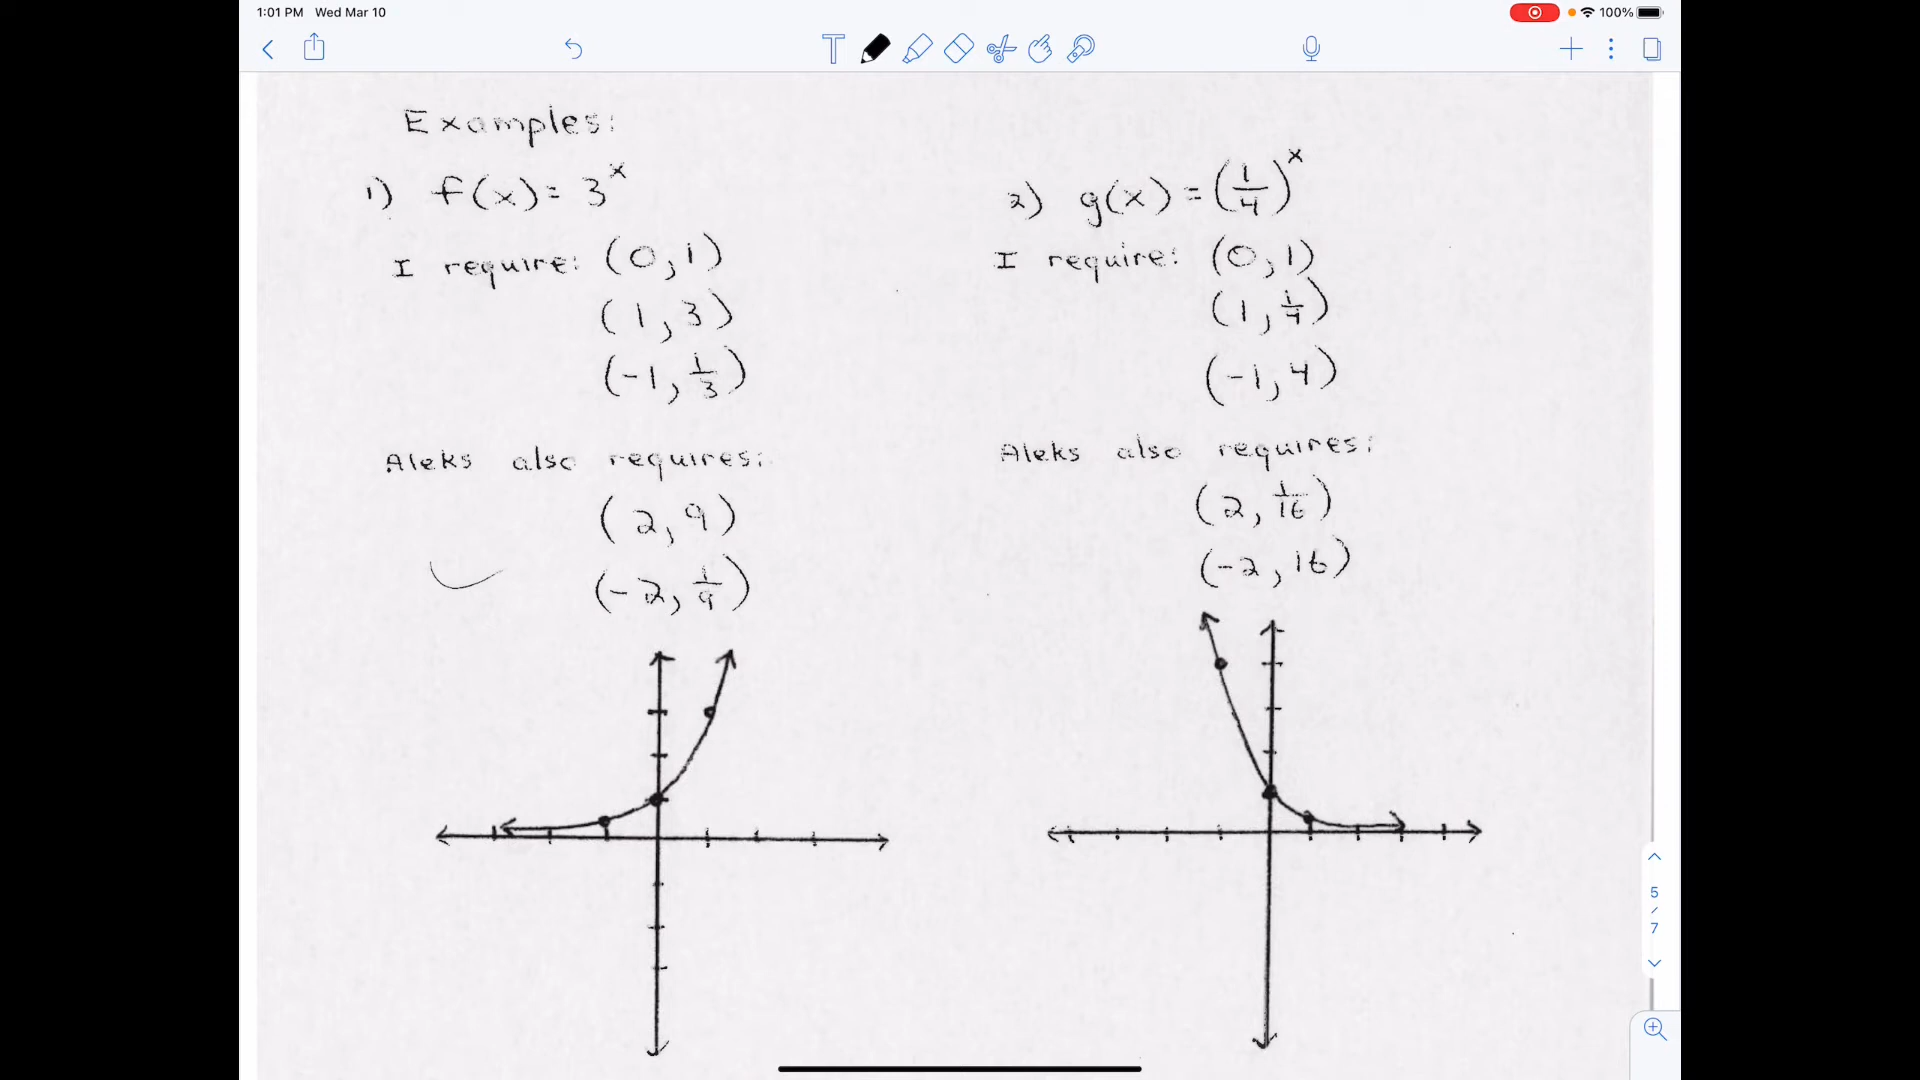 1:01 PM Wed Mar 10
100%
Examples:
1) f(x) = 3^x
I require: (0, 1)
(1, 3)
(-1, 1/3)
Aleks also requires:
(2, 9)
(-2, 1/9)
2) g(x) = (1/4)^x
I require: (0, 1)
(1, 1/4)
(-1, 4)
Aleks also requires:
(2, 1/16)
(-2, 16)
5
/
7